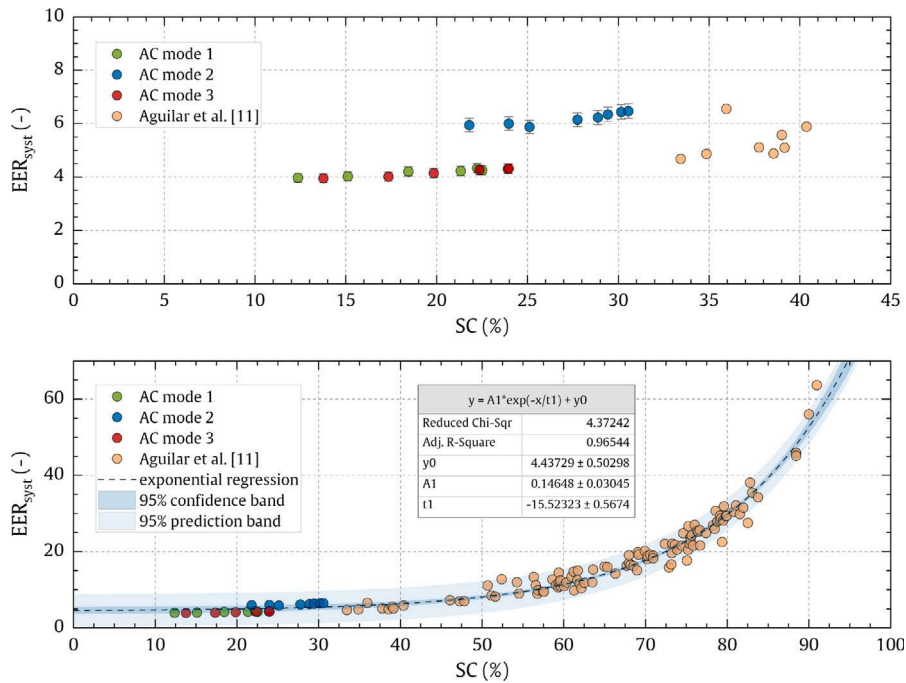 10
8
6
4
2
0
EER_syst (-)
AC mode 1
AC mode 2
AC mode 3
Aguilar et al. [11]
0 5 10 15 20 25 30 35 40 45
SC (%)
60
40
20
0
EER_syst (-)
AC mode 1
AC mode 2
AC mode 3
Aguilar et al. [11]
exponential regression
95% confidence band
95% prediction band
y = A1*exp(-x/t1) + y0
Reduced Chi-Sqr 4.37242
Adj. R-Square 0.96544
y0 4.43729 ± 0.50298
A1 0.14648 ± 0.03045
t1 -15.52323 ± 0.5674
0 10 20 30 40 50 60 70 80 90 100
SC (%)